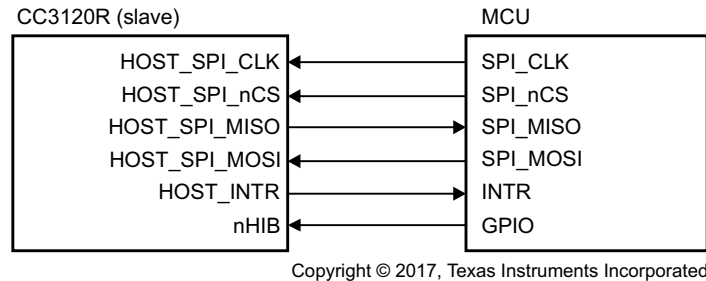 CC3120R (slave) MCU
HOST_SPI_CLK SPI_CLK
HOST_SPI_nCS SPI_nCS
HOST_SPI_MISO SPI_MISO
HOST_SPI_MOSI SPI_MOSI
HOST_INTR INTR
nHIB GPIO
Copyright © 2017, Texas Instruments Incorporated